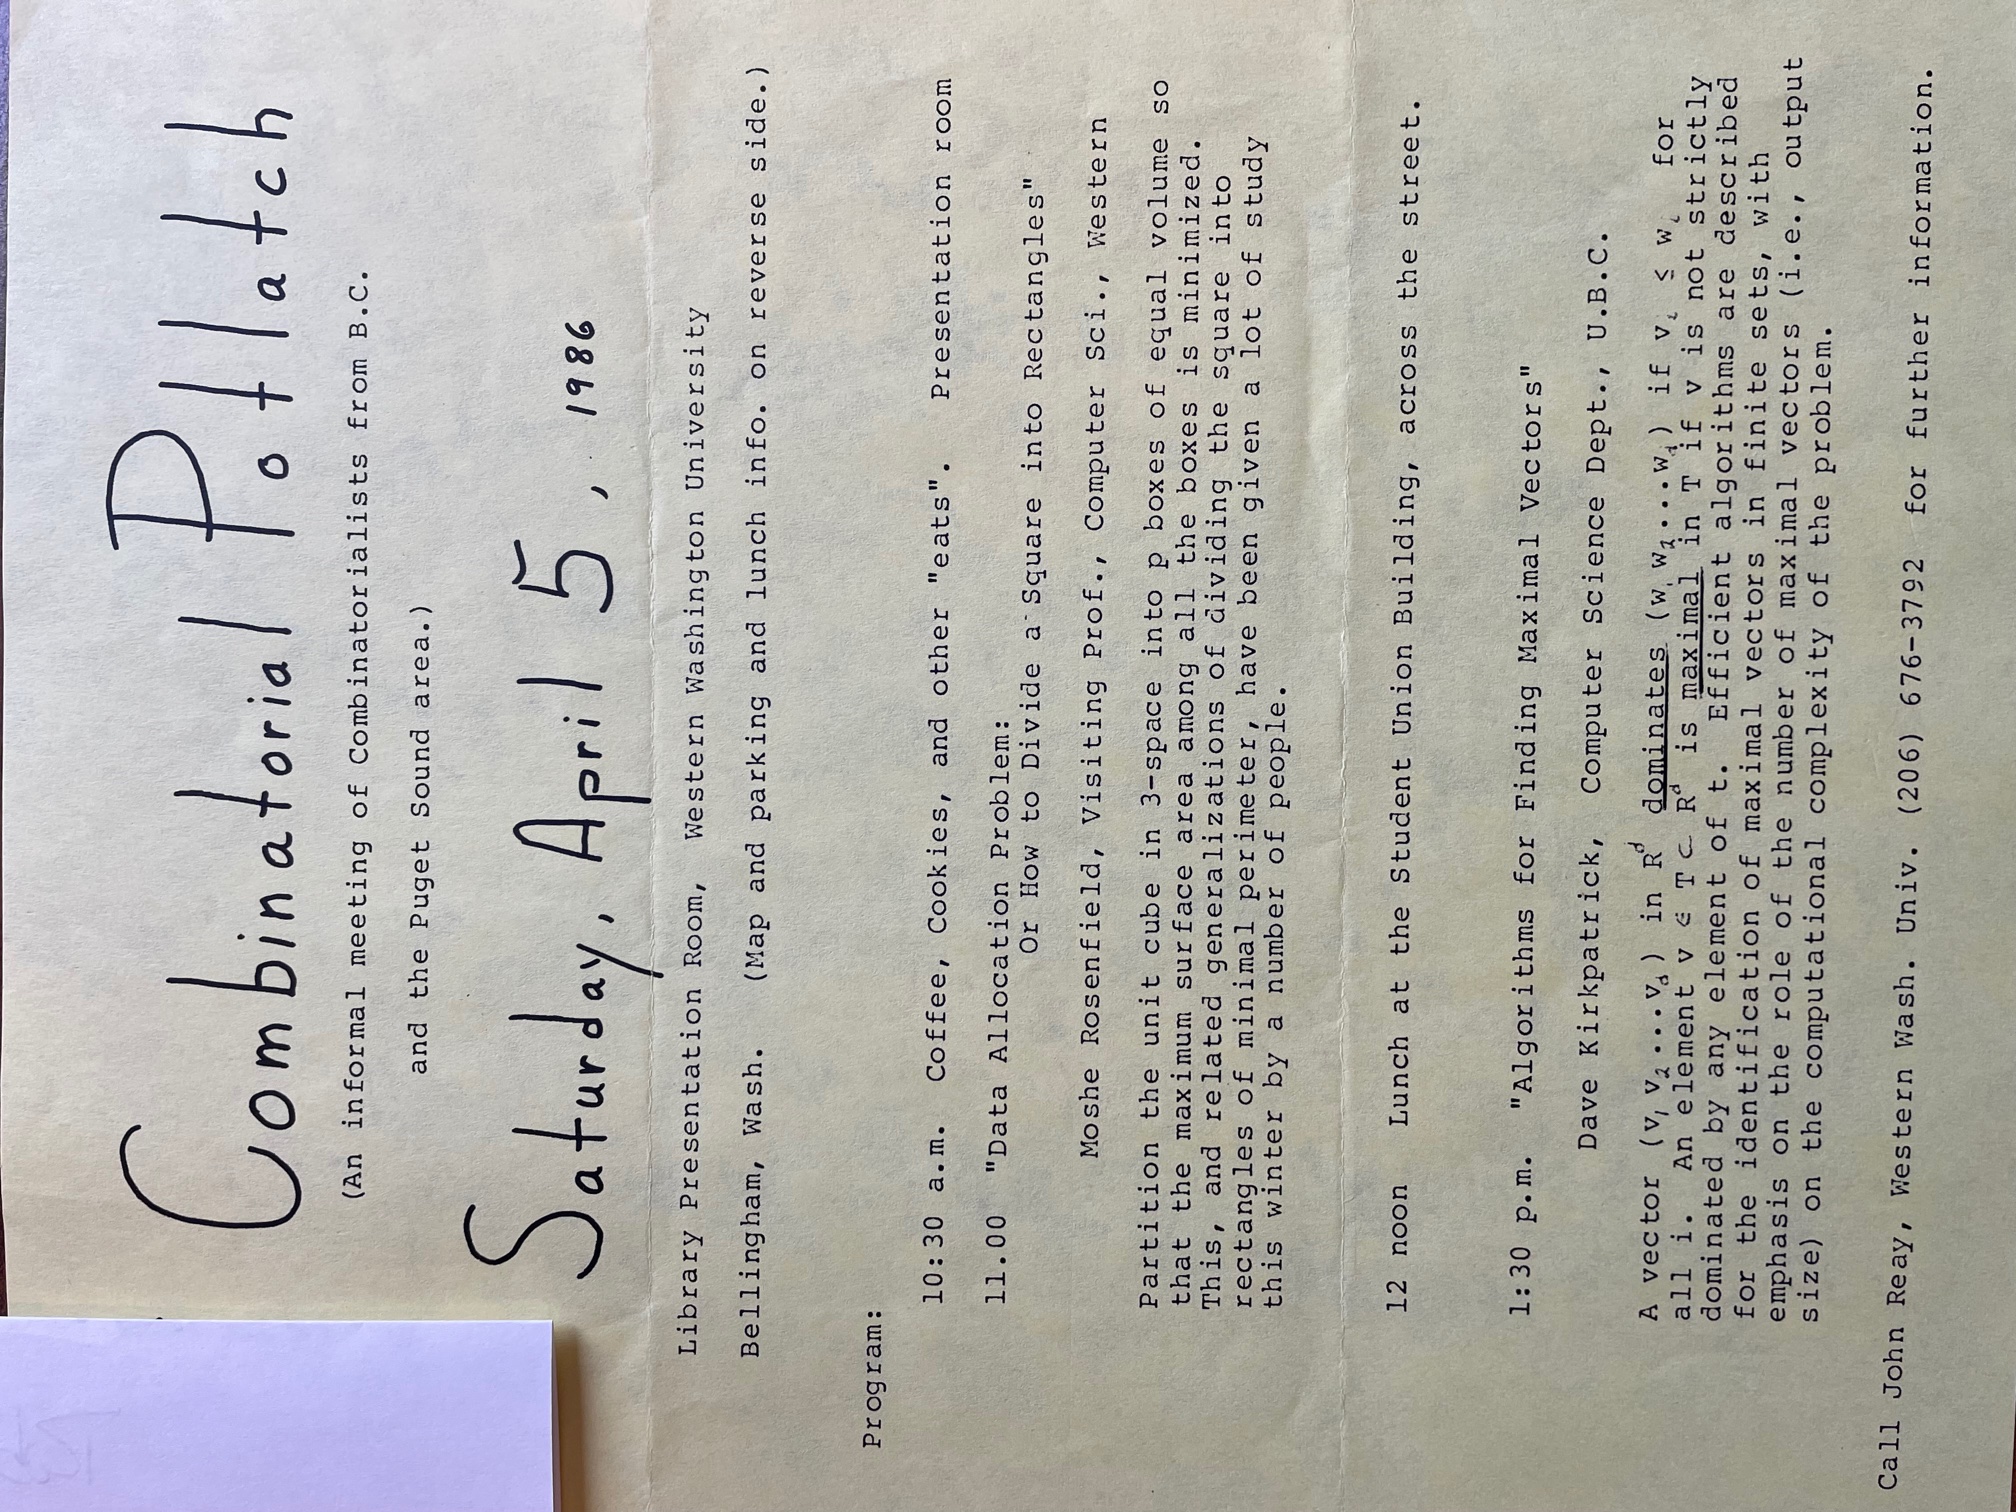 Combinatorial Potlatch
(An informal meeting of Combinatorialists from B.C.
and the Puget Sound area.)
Saturday, April 5, 1986
Library Presentation Room, Western Washington University
Bellingham, Wash. (Map and parking and lunch info. on reverse side.)
Program:
10:30 a.m. Coffee, Cookies, and other "eats". Presentation room
11.00 "Data Allocation Problem:
Or How to Divide a Square into Rectangles"
Moshe Rosenfield, Visiting Prof., Computer Sci., Western
Partition the unit cube in 3-space into p boxes of equal volume so
that the maximum surface area among all the boxes is minimized.
This, and related generalizations of dividing the square into
rectangles of minimal perimeter, have been given a lot of study
this winter by a number of people.
12 noon Lunch at the Student Union Building, across the street.
1:30 p.m. "Algorithms for Finding Maximal Vectors"
Dave Kirkpatrick, Computer Science Dept., U.B.C.
A vector (v₁ v₂...v_d) in R^d dominates (w₁ w₂...w_d) if v_i ≤ w_i for
all i. An element v ∈ T ⊂ R^d is maximal in T if v is not strictly
dominated by any element of t. Efficient algorithms are described
for the identification of maximal vectors in finite sets, with
emphasis on the role of the number of maximal vectors (i.e., output
size) on the computational complexity of the problem.
Call John Reay, Western Wash. Univ. (206) 676-3792 for further information.